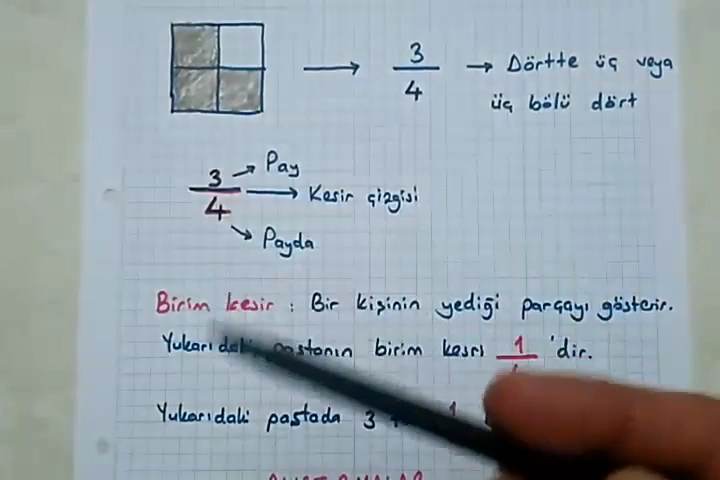 3/4 → Dörtte üç veya
üç bölü dört
3/4
Pay
Kesir çizgisi
Payda
Birim kesir : Bir kişinin yediği parçayı gösterir.
Yukarıdaki pastanın birim kesri 1 'dir.
Yukarıdaki pastada 3 1